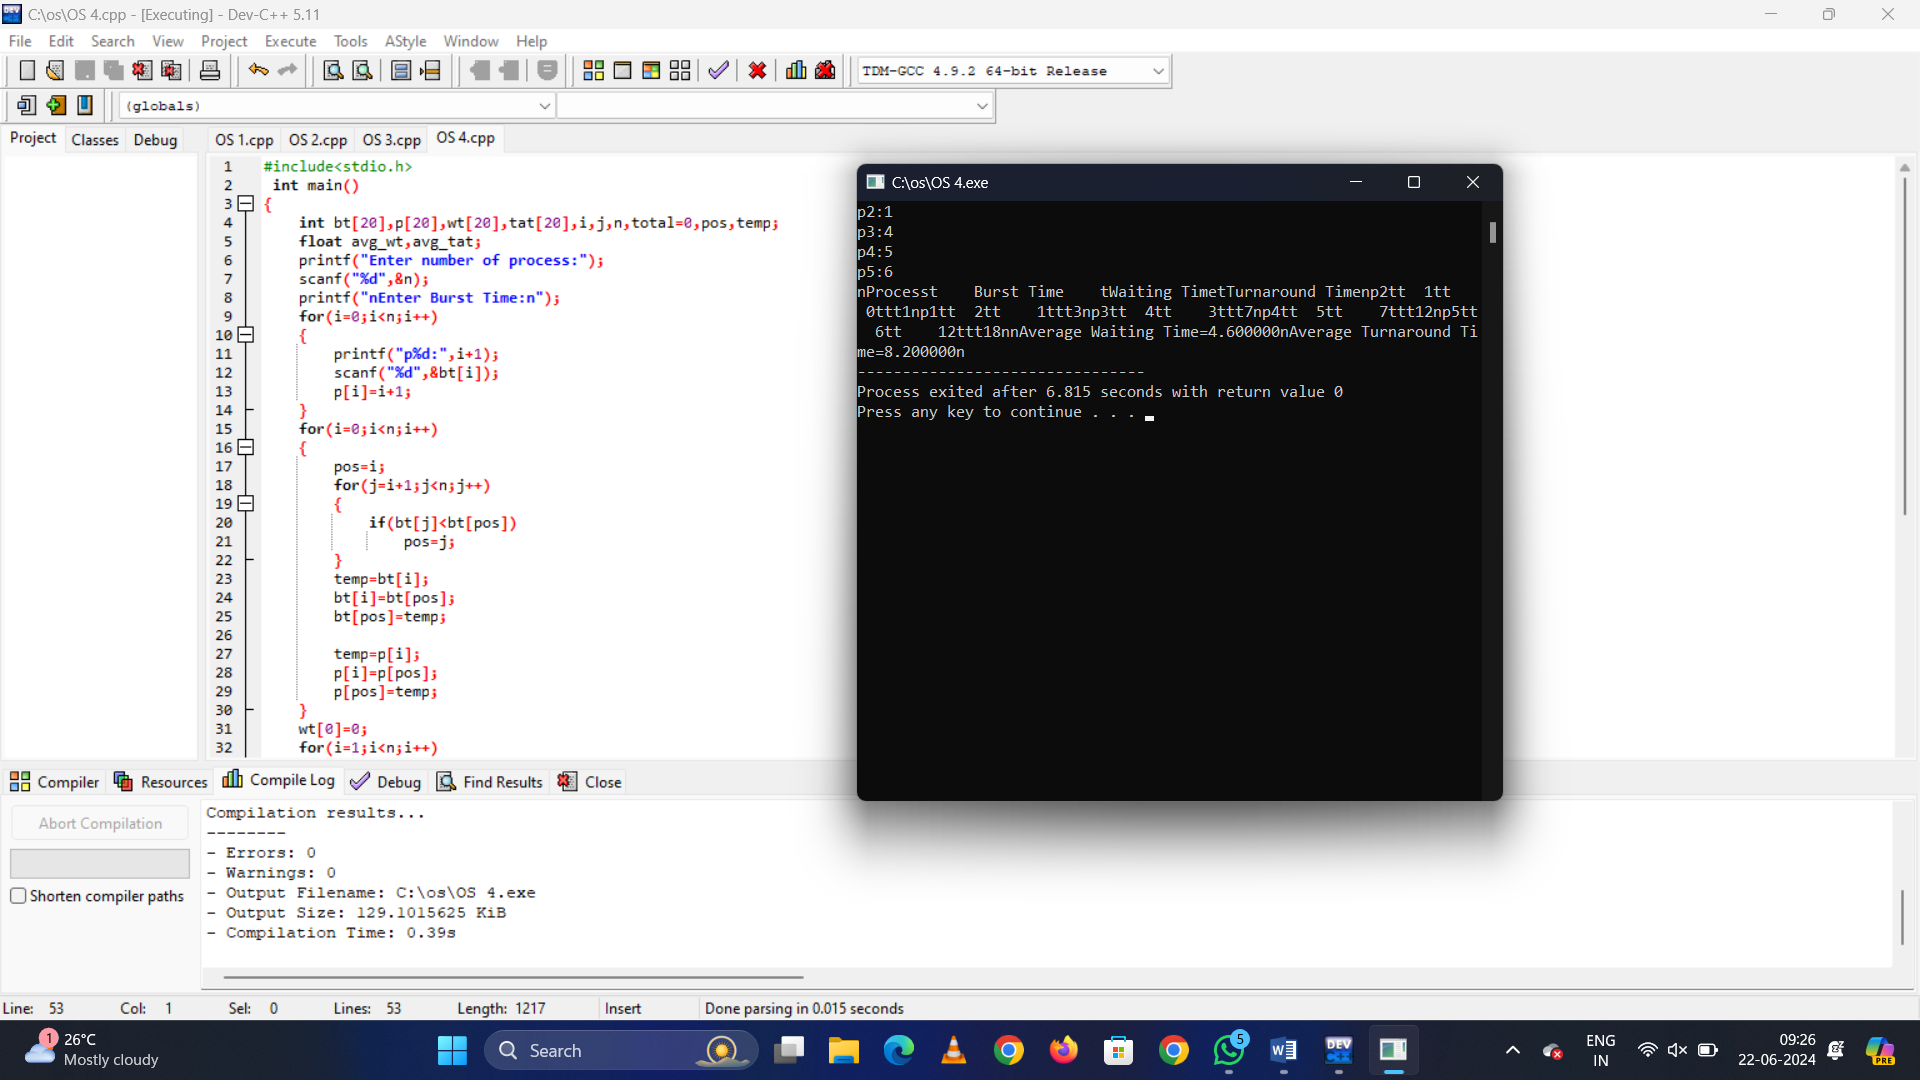 C:\os\OS 4.cpp - [Executing] - Dev-C++ 5.11
File Edit Search View Project Execute Tools AStyle Window Help
TDM-GCC 4.9.2 64-bit Release
(globals)
Project Classes Debug
OS 1.cpp OS 2.cpp OS 3.cpp OS 4.cpp
1 #include<stdio.h>
2 int main()
3 {
4 int bt[20],p[20],wt[20],tat[20],i,j,n,total=0,pos,temp;
5 float avg_wt,avg_tat;
6 printf("Enter number of process:");
7 scanf("%d",&n);
8 printf("nEnter Burst Time:n");
9 for(i=0;i<n;i++)
10 {
11 printf("p%d:",i+1);
12 scanf("%d",&bt[i]);
13 p[i]=i+1;
14 }
15 for(i=0;i<n;i++)
16 {
17 pos=i;
18 for(j=i+1;j<n;j++)
19 {
20 if(bt[j]<bt[pos])
21 pos=j;
22 }
23 temp=bt[i];
24 bt[i]=bt[pos];
25 bt[pos]=temp;
26
27 temp=p[i];
28 p[i]=p[pos];
29 p[pos]=temp;
30 }
31 wt[0]=0;
32 for(i=1;i<n;i++)
C:\os\OS 4.exe
p2:1
p3:4
p4:5
p5:6
nProcesst    Burst Time    tWaiting TimetTurnaround Timenp2tt  1tt
0ttt1np1tt  2tt    1ttt3np3tt  4tt    3ttt7np4tt  5tt    7ttt12np5tt
6tt    12ttt18nnAverage Waiting Time=4.600000nAverage Turnaround Ti
me=8.200000n
--------------------------------
Process exited after 6.815 seconds with return value 0
Press any key to continue . . .
Compiler Resources Compile Log Debug Find Results Close
Abort Compilation
Shorten compiler paths
Compilation results...
--------
- Errors: 0
- Warnings: 0
- Output Filename: C:\os\OS 4.exe
- Output Size: 129.1015625 KiB
- Compilation Time: 0.39s
Line: 53 Col: 1 Sel: 0 Lines: 53 Length: 1217 Insert Done parsing in 0.015 seconds
1
26°C
Mostly cloudy
Search
5
DEV
C++
ENG
IN
09:26
22-06-2024
PRE